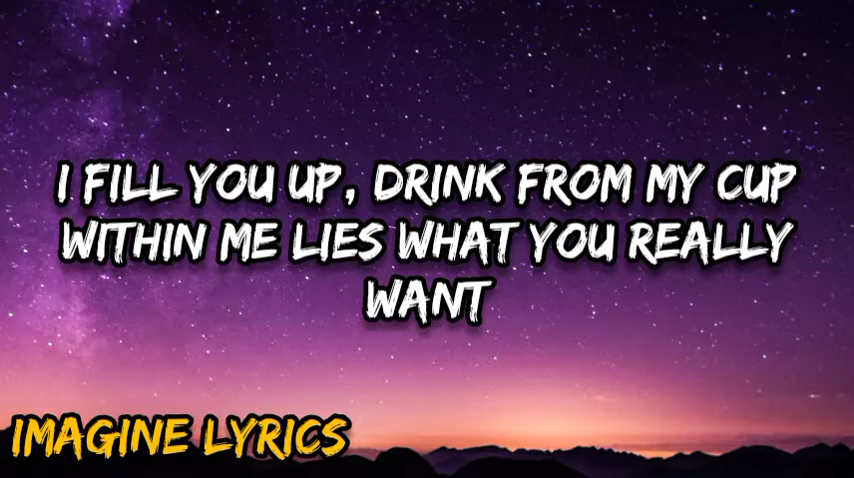 I FILL YOU UP, DRINK FROM MY CUP
WITHIN ME LIES WHAT YOU REALLY
WANT
IMAGINE LYRICS